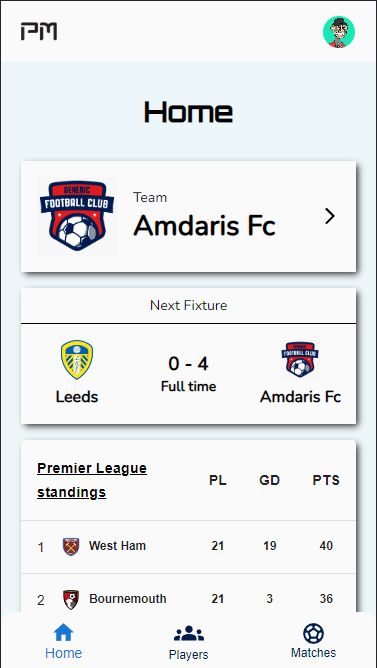 PM
Home
GENERIC
FOOTBALL CLUB
Team
Amdaris Fc
Next Fixture
0 - 4
Full time
Leeds
Amdaris Fc
Premier League
standings
PL GD PTS
1 West Ham 21 19 40
2 Bournemouth 21 3 36
Home
Players
Matches